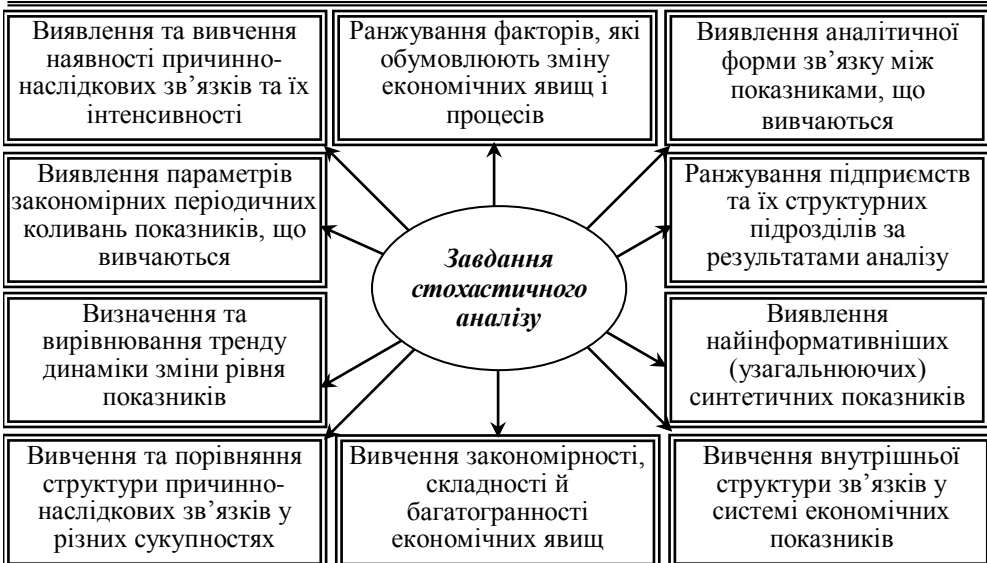 Виявлення та вивчення
наявності причинно-
наслідкових зв’язків та їх
інтенсивності
Ранжування факторів, які
обумовлюють зміну
економічних явищ і
процесів
Виявлення аналітичної
форми зв’язку між
показниками, що
вивчаються
Виявлення параметрів
закономірних періодичних
коливань показників, що
вивчаються
Завдання
стохастичного
аналізу
Ранжування підприємств
та їх структурних
підрозділів за
результатами аналізу
Визначення та
вирівнювання тренду
динаміки зміни рівня
показників
Виявлення
найінформативніших
(узагальнюючих)
синтетичних показників
Вивчення та порівняння
структури причинно-
наслідкових зв’язків у
різних сукупностях
Вивчення закономірності,
складності й
багатогранності
економічних явищ
Вивчення внутрішньої
структури зв’язків у
системі економічних
показників